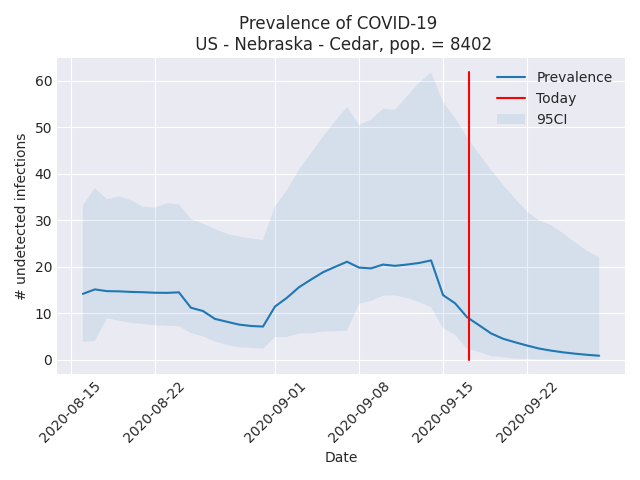 Prevalence of COVID-19
US - Nebraska - Cedar, pop. = 8402
Prevalence
Today
95CI
# undetected infections
60
50
40
30
20
10
0
2020-08-15
2020-08-22
2020-09-01
2020-09-08
2020-09-15
2020-09-22
Date